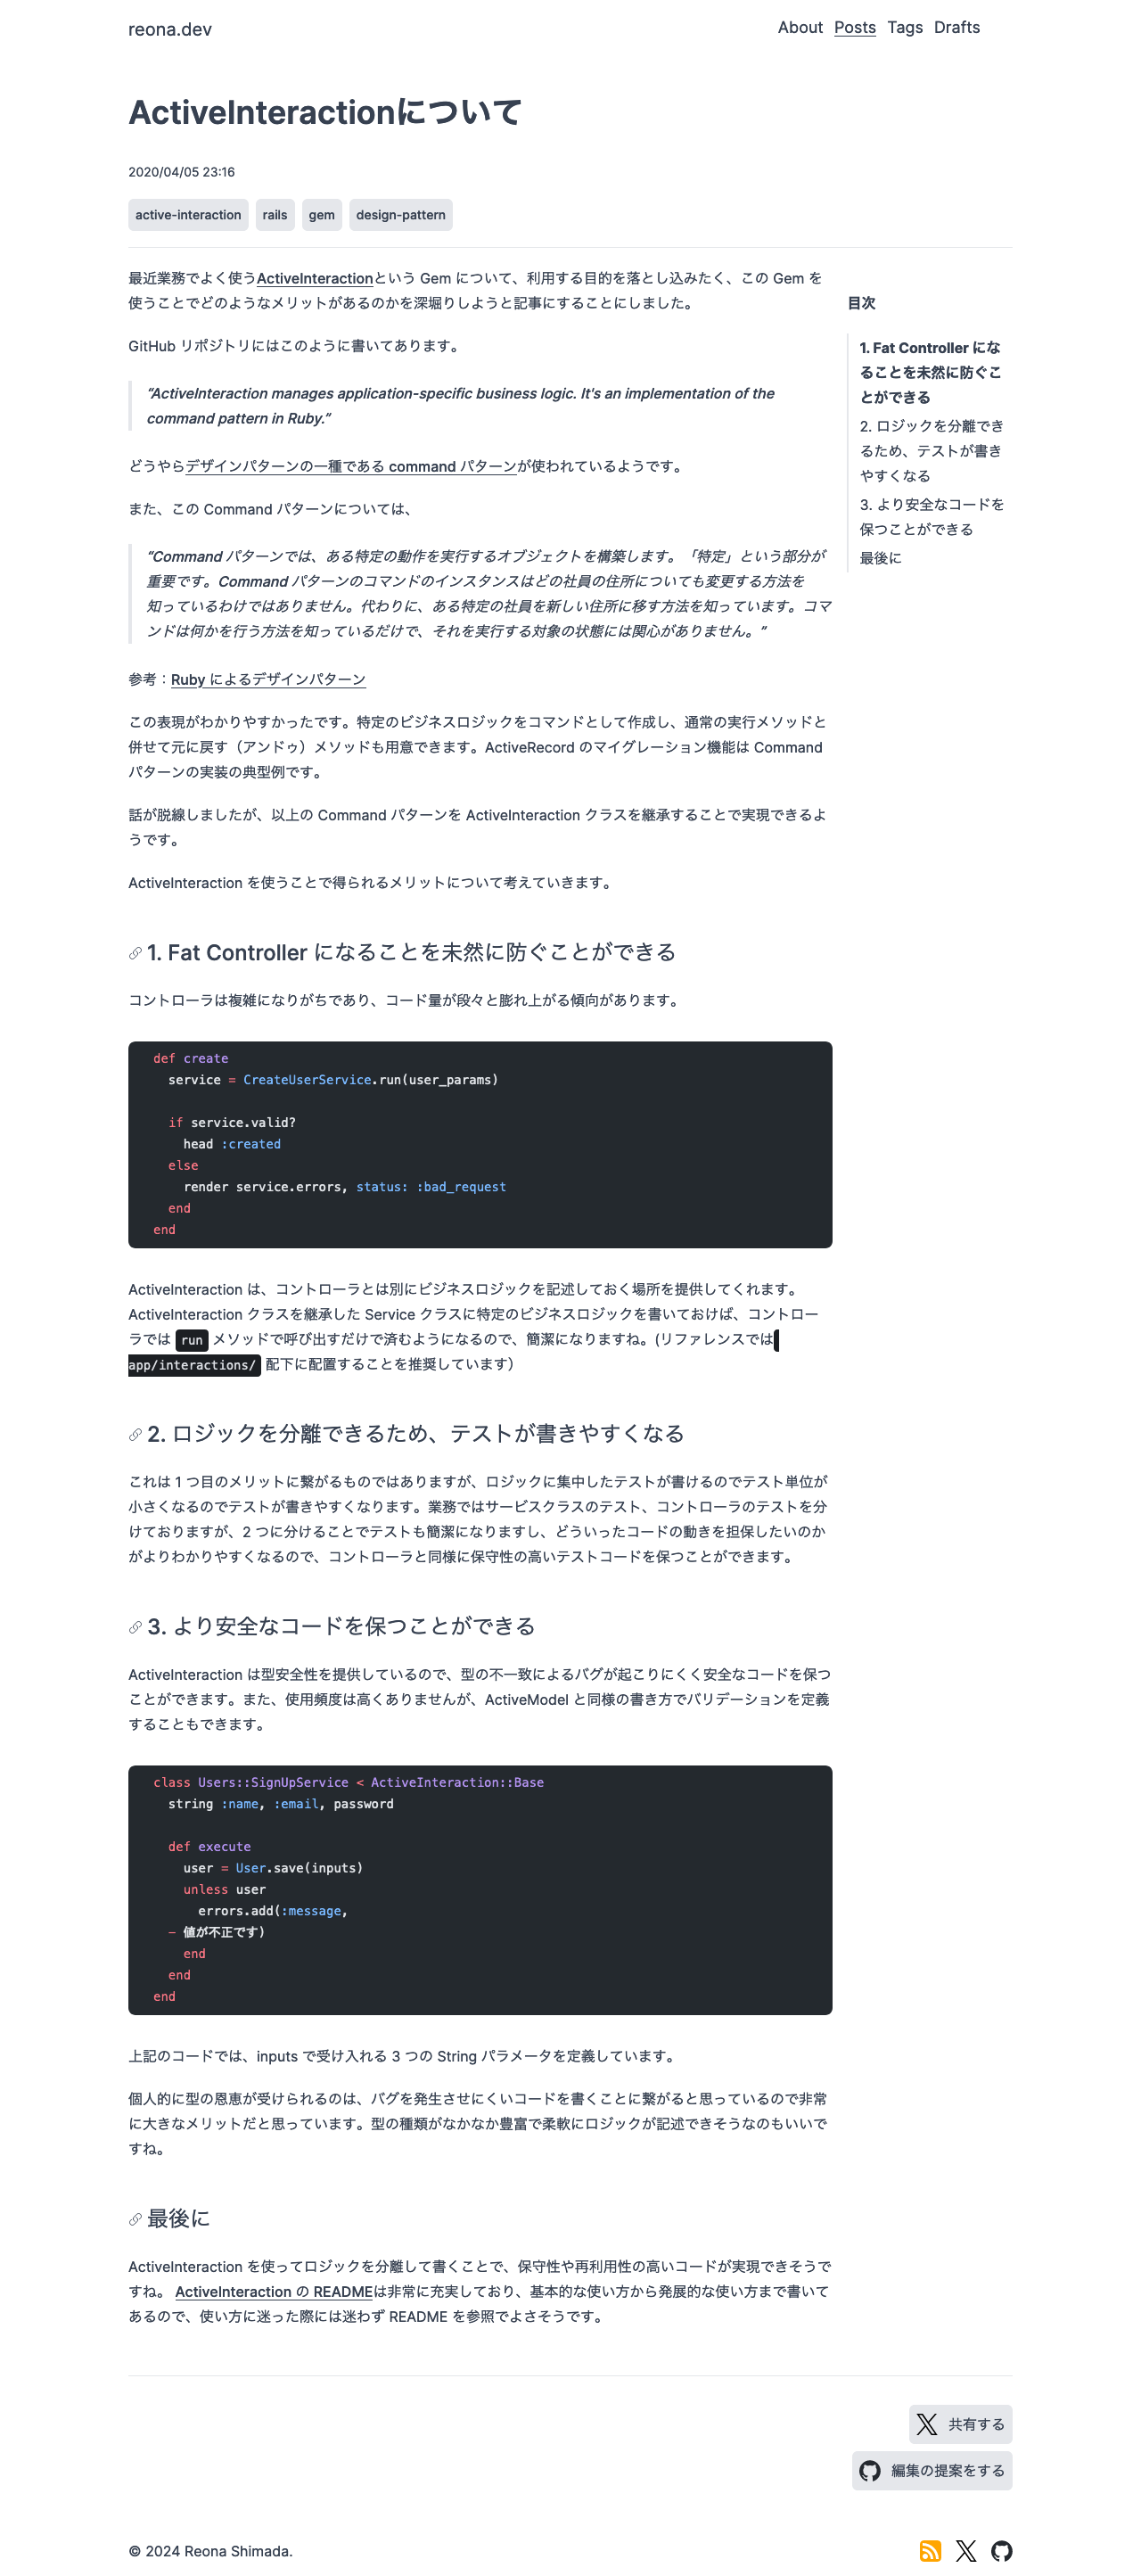 reona.dev
About Posts Tags Drafts
ActiveInteractionについて
2020/04/05 23:16
active-interaction rails gem design-pattern
最近業務でよく使うActiveInteractionという Gem について、利用する目的を落とし込みたく、この Gem を
使うことでどのようなメリットがあるのかを深堀りしようと記事にすることにしました。
GitHub リポジトリにはこのように書いてあります。
“ActiveInteraction manages application-specific business logic. It's an implementation of the
command pattern in Ruby.”
どうやらデザインパターンの一種である command パターンが使われているようです。
また、この Command パターンについては、
“Command パターンでは、ある特定の動作を実行するオブジェクトを構築します。「特定」という部分が
重要です。Command パターンのコマンドのインスタンスはどの社員の住所についても変更する方法を
知っているわけではありません。代わりに、ある特定の社員を新しい住所に移す方法を知っています。コマ
ンドは何かを行う方法を知っているだけで、それを実行する対象の状態には関心がありません。”
参考：Ruby によるデザインパターン
この表現がわかりやすかったです。特定のビジネスロジックをコマンドとして作成し、通常の実行メソッドと
併せて元に戻す（アンドゥ）メソッドも用意できます。ActiveRecord のマイグレーション機能は Command
パターンの実装の典型例です。
話が脱線しましたが、以上の Command パターンを ActiveInteraction クラスを継承することで実現できるよ
うです。
ActiveInteraction を使うことで得られるメリットについて考えていきます。
1. Fat Controller になることを未然に防ぐことができる
コントローラは複雑になりがちであり、コード量が段々と膨れ上がる傾向があります。
def create
service = CreateUserService.run(user_params)
if service.valid?
head :created
else
render service.errors, status: :bad_request
end
end
ActiveInteraction は、コントローラとは別にビジネスロジックを記述しておく場所を提供してくれます。
ActiveInteraction クラスを継承した Service クラスに特定のビジネスロジックを書いておけば、コントロー
ラでは run メソッドで呼び出すだけで済むようになるので、簡潔になりますね。(リファレンスでは
app/interactions/ 配下に配置することを推奨しています）
2. ロジックを分離できるため、テストが書きやすくなる
これは 1 つ目のメリットに繋がるものではありますが、ロジックに集中したテストが書けるのでテスト単位が
小さくなるのでテストが書きやすくなります。業務ではサービスクラスのテスト、コントローラのテストを分
けておりますが、2 つに分けることでテストも簡潔になりますし、どういったコードの動きを担保したいのか
がよりわかりやすくなるので、コントローラと同様に保守性の高いテストコードを保つことができます。
3. より安全なコードを保つことができる
ActiveInteraction は型安全性を提供しているので、型の不一致によるバグが起こりにくく安全なコードを保つ
ことができます。また、使用頻度は高くありませんが、ActiveModel と同様の書き方でバリデーションを定義
することもできます。
class Users::SignUpService < ActiveInteraction::Base
string :name, :email, password
def execute
user = User.save(inputs)
unless user
errors.add(:message,
- 値が不正です)
end
end
end
上記のコードでは、inputs で受け入れる 3 つの String パラメータを定義しています。
個人的に型の恩恵が受けられるのは、バグを発生させにくいコードを書くことに繋がると思っているので非常
に大きなメリットだと思っています。型の種類がなかなか豊富で柔軟にロジックが記述できそうなのもいいで
すね。
最後に
ActiveInteraction を使ってロジックを分離して書くことで、保守性や再利用性の高いコードが実現できそうで
すね。 ActiveInteraction の READMEは非常に充実しており、基本的な使い方から発展的な使い方まで書いて
あるので、使い方に迷った際には迷わず README を参照でよさそうです。
目次
1. Fat Controller にな
ることを未然に防ぐこ
とができる
2. ロジックを分離でき
るため、テストが書き
やすくなる
3. より安全なコードを
保つことができる
最後に
共有する
編集の提案をする
© 2024 Reona Shimada.